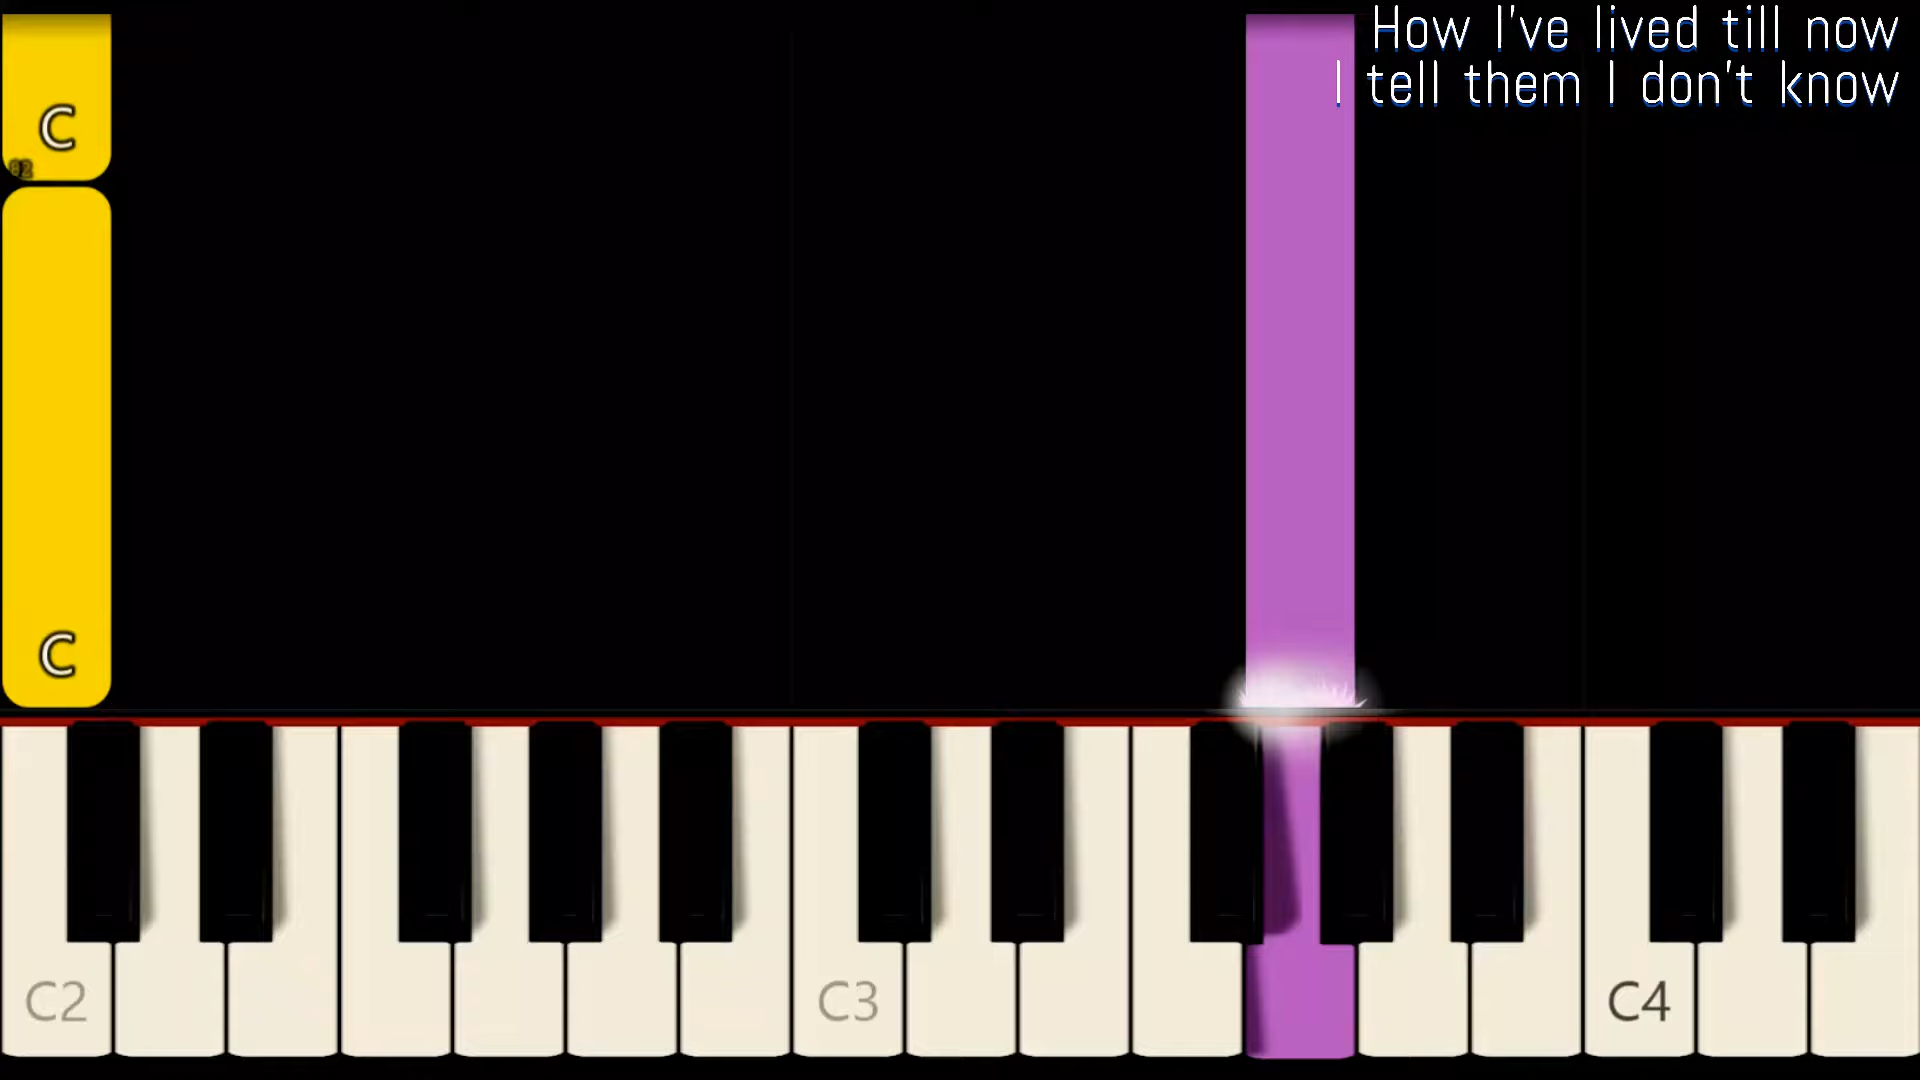 How I've lived till now
I tell them I don't know
C
C
C2
C3
C4